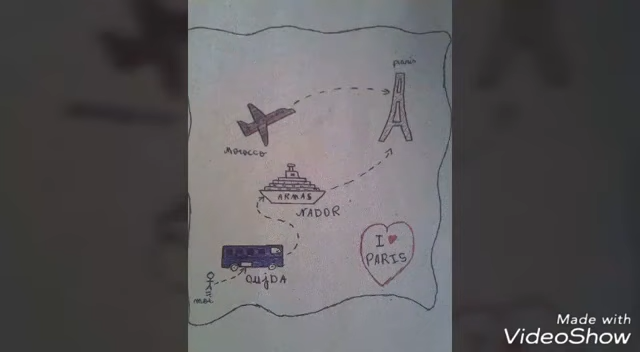 paris
Morocco
ARMAS
NADOR
I ♥
PARIS
OUjDA
moi
Made with
VideoShow